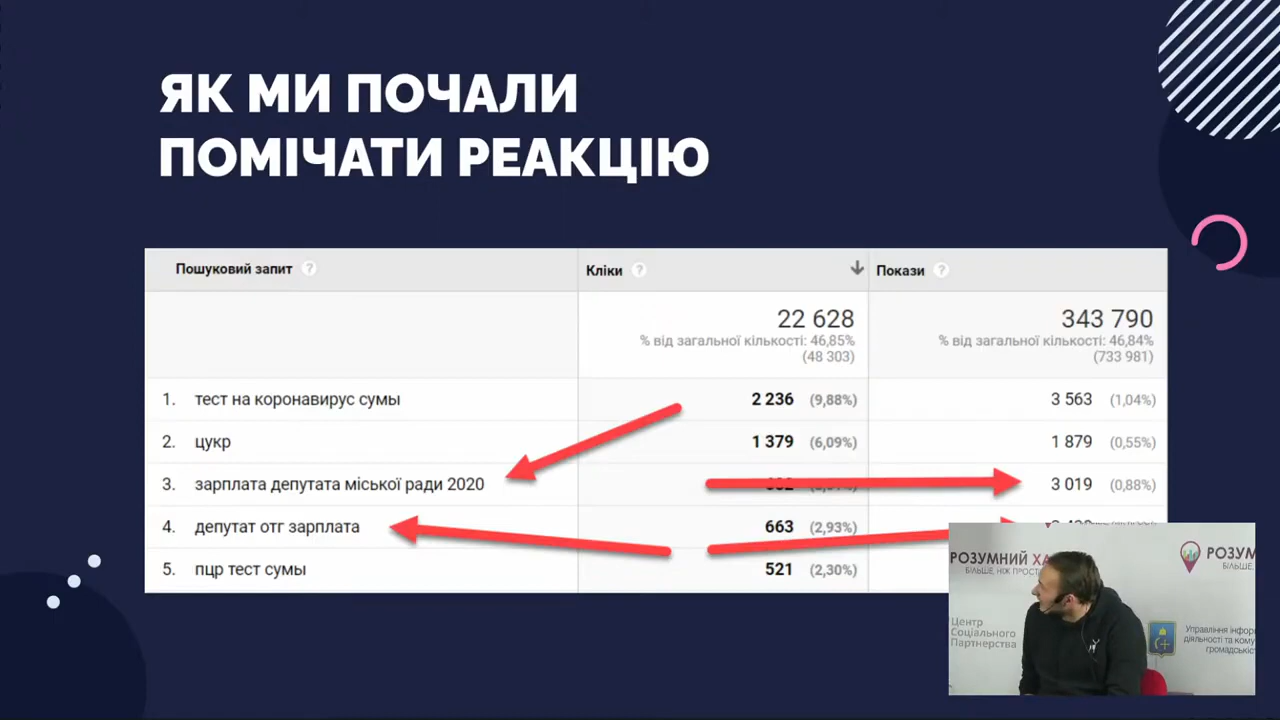 ЯК МИ ПОЧАЛИ
ПОМІЧАТИ РЕАКЦІЮ
Пошуковий запит ? Кліки ? Покази ?
22 628 343 790
% від загальної кількості: 46,85% % від загальної кількості: 46,84%
(48 303) (733 981)
1. тест на коронавирус сумы 2 236 (9,88%) 3 563 (1,04%)
2. цукр 1 379 (6,09%) 1 879 (0,55%)
3. зарплата депутата міської ради 2020 3 019 (0,88%)
4. депутат отг зарплата 663 (2,93%)
5. пцр тест сумы 521 (2,30%)
РОЗУМНИЙ ХА РОЗУМ
БІЛЬШЕ, НІЖ ПРОСТ БІЛЬШЕ,
Центр
Соціального
Партнерства
Управління інфор
діяльності та кому
громадськіс